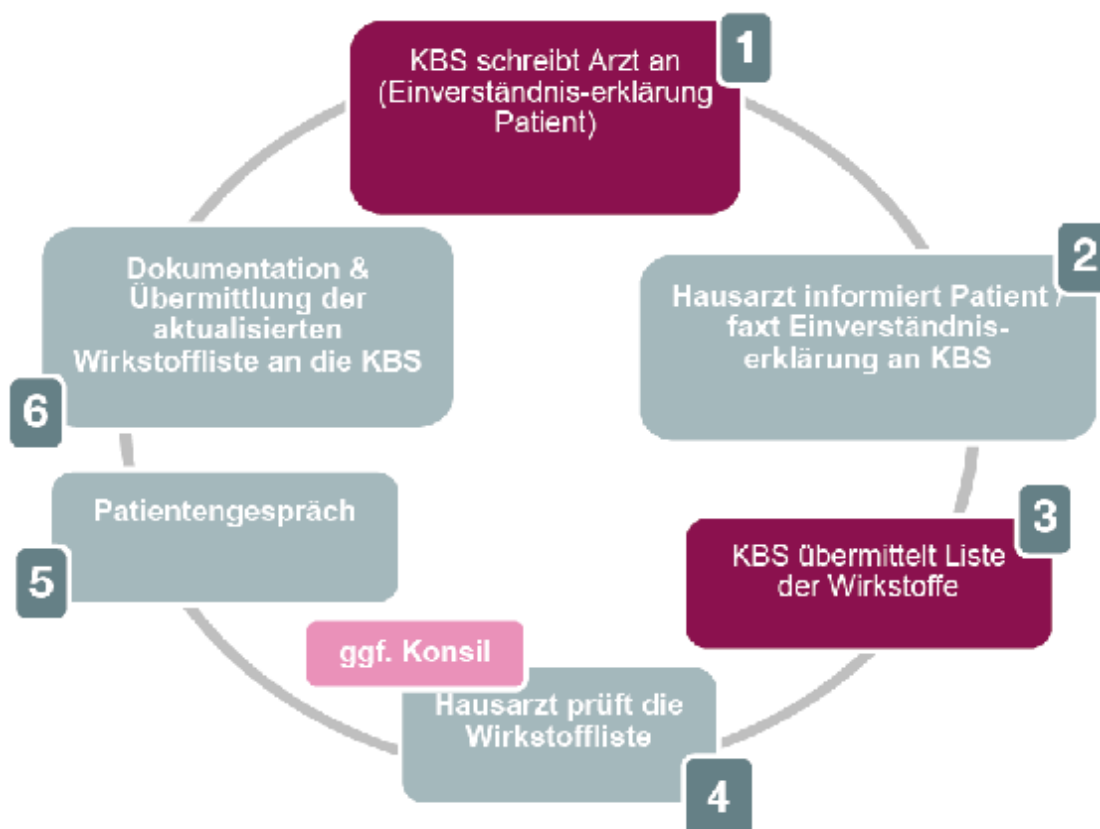 1
KBS schreibt Arzt an
(Einverständnis-erklärung
Patient)
2
Hausarzt informiert Patient /
faxt Einverständnis-
erklärung an KBS
3
KBS übermittelt Liste
der Wirkstoffe
ggf. Konsil
Hausarzt prüft die
Wirkstoffliste
4
Patientengespräch
5
Dokumentation &
Übermittlung der
aktualisierten
Wirkstoffliste an die KBS
6